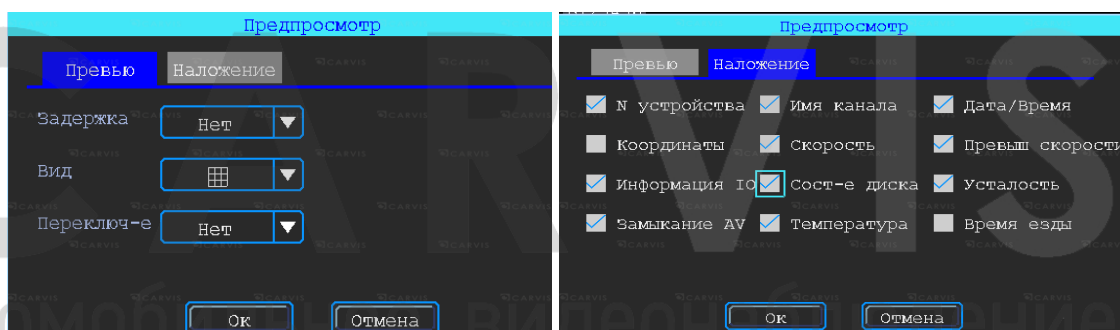 Предпросмотр
Превью Наложение
Задержка Нет
Вид
Переключ-е Нет
Ок Отмена
Предпросмотр
Превью Наложение
N устройства Имя канала Дата/Время
Координаты Скорость Превыш скорости
Информация IO Сост-е диска Усталость
Замыкание AV Температура Время езды
Ок Отмена
CARVIS